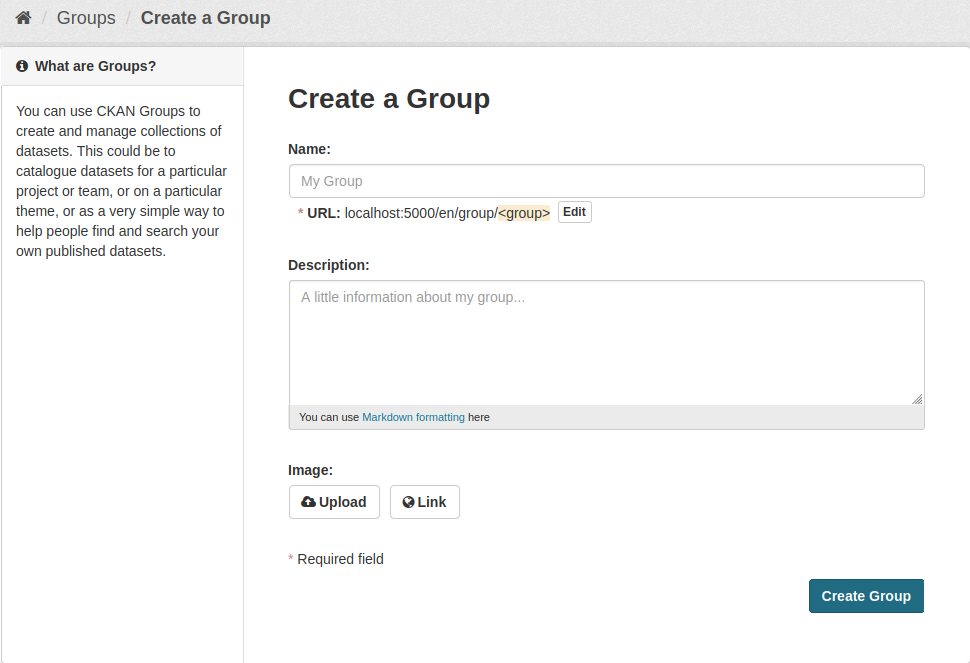 / Groups / Create a Group
What are Groups?
You can use CKAN Groups to
create and manage collections of
datasets. This could be to
catalogue datasets for a particular
project or team, or on a particular
theme, or as a very simple way to
help people find and search your
own published datasets.
Create a Group
Name:
My Group
* URL: localhost:5000/en/group/<group> Edit
Description:
A little information about my group...
You can use Markdown formatting here
Image:
Upload Link
* Required field
Create Group